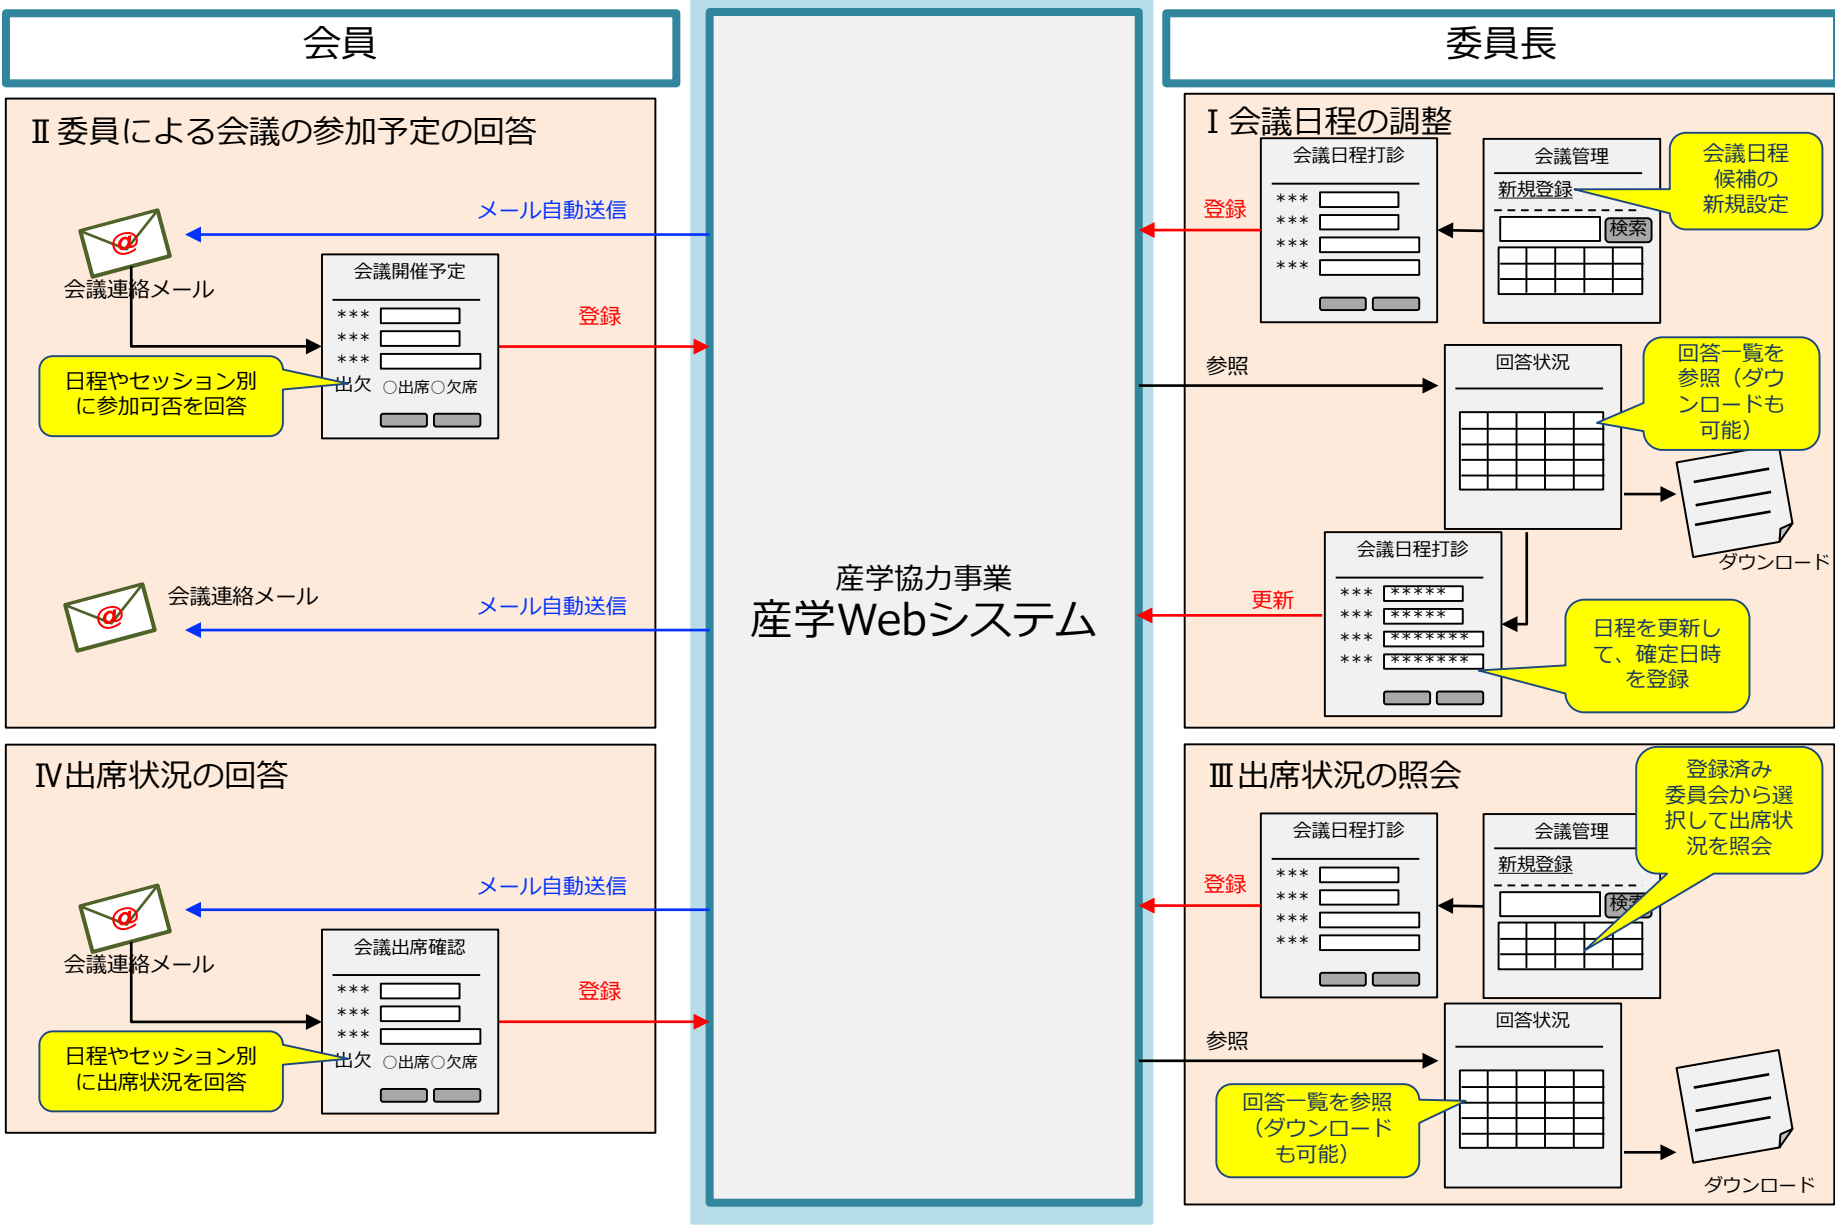 会員
委員長
Ⅱ委員による会議の参加予定の回答
メール自動送信
@
会議連絡メール
会議開催予定
***
***
***
出欠 ○出席○欠席
登録
日程やセッション別
に参加可否を回答
@
会議連絡メール
メール自動送信
Ⅳ出席状況の回答
メール自動送信
@
会議連絡メール
会議出席確認
***
***
***
出欠 ○出席○欠席
登録
日程やセッション別
に出席状況を回答
産学協力事業
産学Webシステム
Ⅰ会議日程の調整
会議日程打診
***
***
***
***
登録
会議管理
新規登録
検索
会議日程
候補の
新規設定
参照
回答状況
回答一覧を
参照（ダウ
ンロードも
可能）
ダウンロード
会議日程打診
*** *****
*** *****
*** *******
*** *******
更新
日程を更新し
て、確定日時
を登録
Ⅲ出席状況の照会
会議日程打診
***
***
***
***
登録
会議管理
新規登録
検索
登録済み
委員会から選
択して出席状
況を照会
参照
回答状況
回答一覧を参照
（ダウンロード
も可能）
ダウンロード